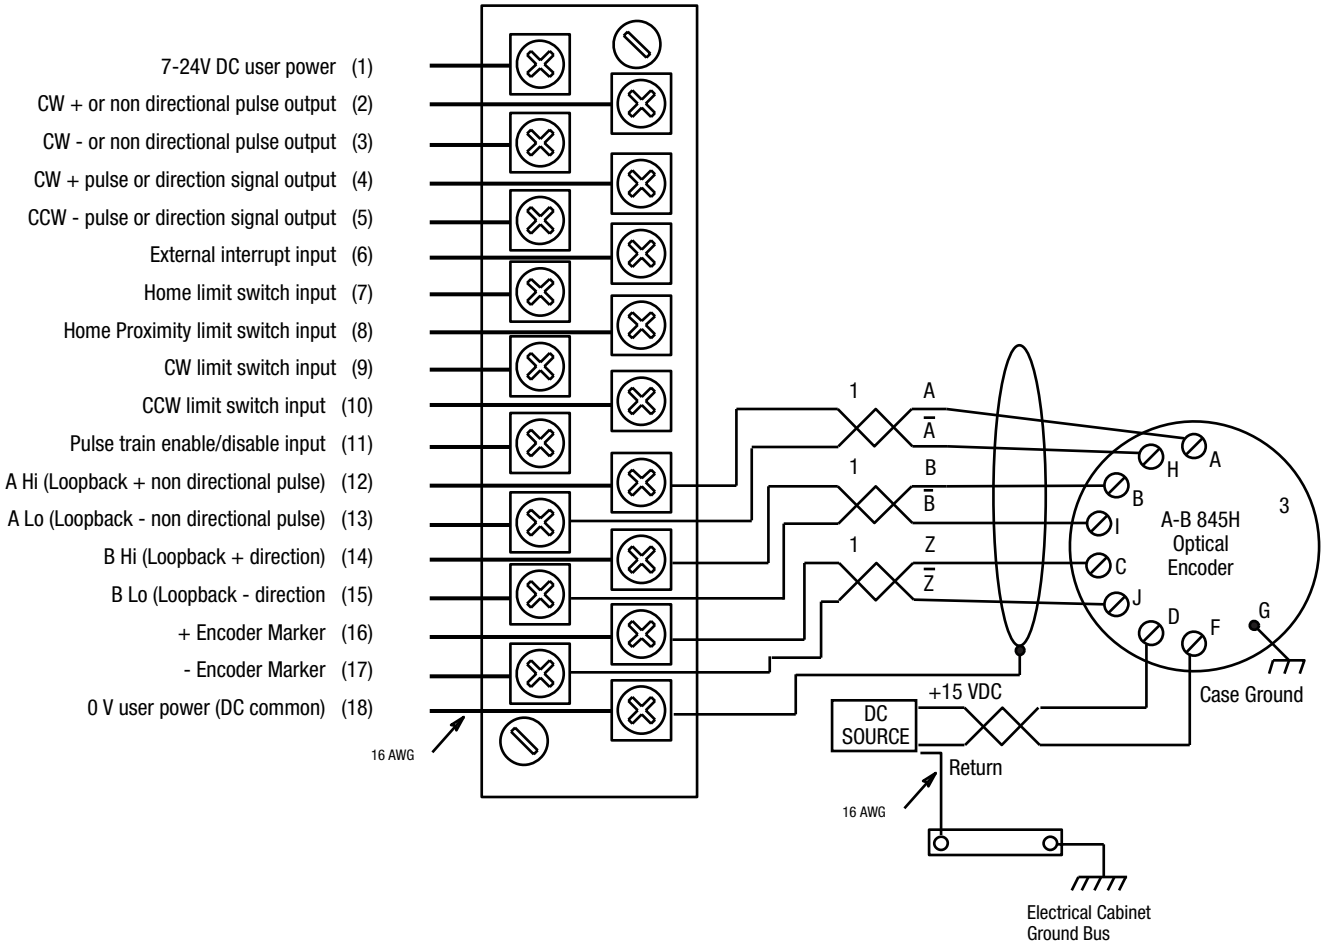 7-24V DC user power (1)
CW + or non directional pulse output (2)
CW - or non directional pulse output (3)
CW + pulse or direction signal output (4)
CCW - pulse or direction signal output (5)
External interrupt input (6)
Home limit switch input (7)
Home Proximity limit switch input (8)
CW limit switch input (9)
CCW limit switch input (10)
Pulse train enable/disable input (11)
A Hi (Loopback + non directional pulse) (12)
A Lo (Loopback - non directional pulse) (13)
B Hi (Loopback + direction) (14)
B Lo (Loopback - direction (15)
+ Encoder Marker (16)
- Encoder Marker (17)
0 V user power (DC common) (18)
16 AWG
1 A
A̅
1 B
B̅
1 Z
Z̅
A
H
B
I
C
J
D
F
G
3
A-B 845H
Optical
Encoder
Case Ground
+15 VDC
DC
SOURCE
Return
16 AWG
Electrical Cabinet
Ground Bus